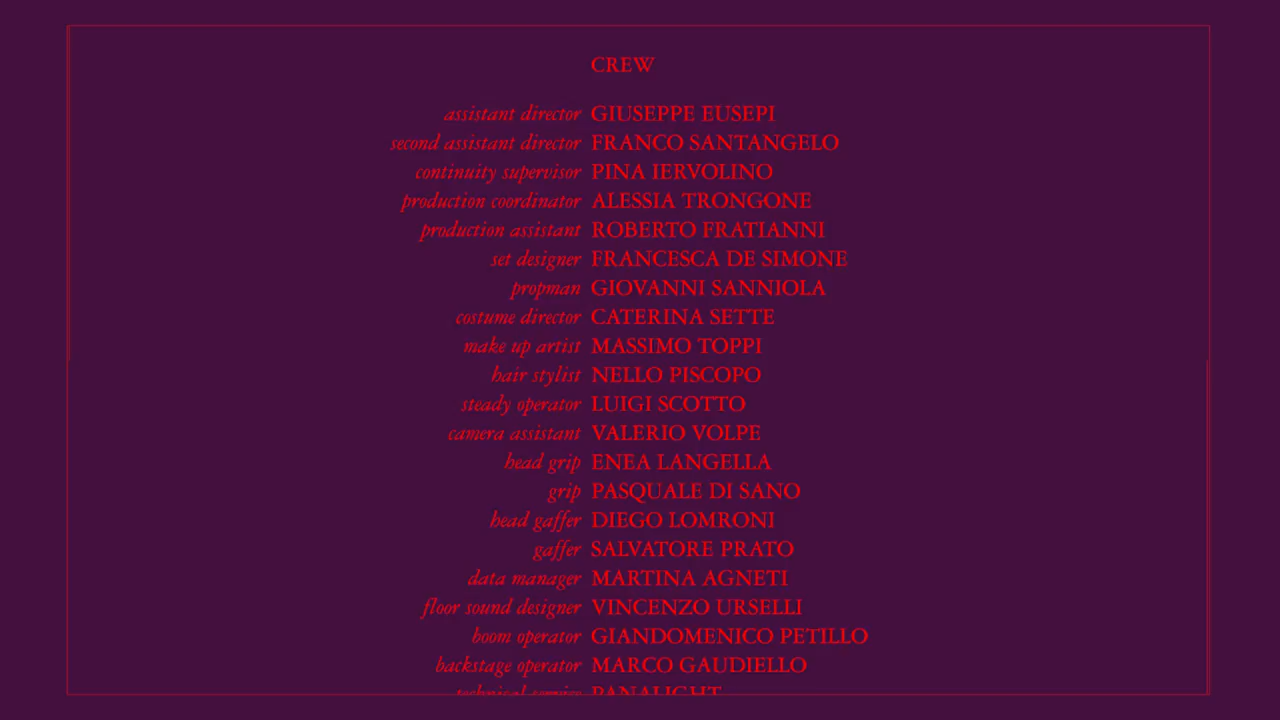 CREW
assistant director GIUSEPPE EUSEPI
second assistant director FRANCO SANTANGELO
continuity supervisor PINA IERVOLINO
production coordinator ALESSIA TRONGONE
production assistant ROBERTO FRATIANNI
set designer FRANCESCA DE SIMONE
propman GIOVANNI SANNIOLA
costume director CATERINA SETTE
make up artist MASSIMO TOPPI
hair stylist NELLO PISCOPO
steady operator LUIGI SCOTTO
camera assistant VALERIO VOLPE
head grip ENEA LANGELLA
grip PASQUALE DI SANO
head gaffer DIEGO LOMRONI
gaffer SALVATORE PRATO
data manager MARTINA AGNETI
floor sound designer VINCENZO URSELLI
boom operator GIANDOMENICO PETILLO
backstage operator MARCO GAUDIELLO
technical service PANALIGHT